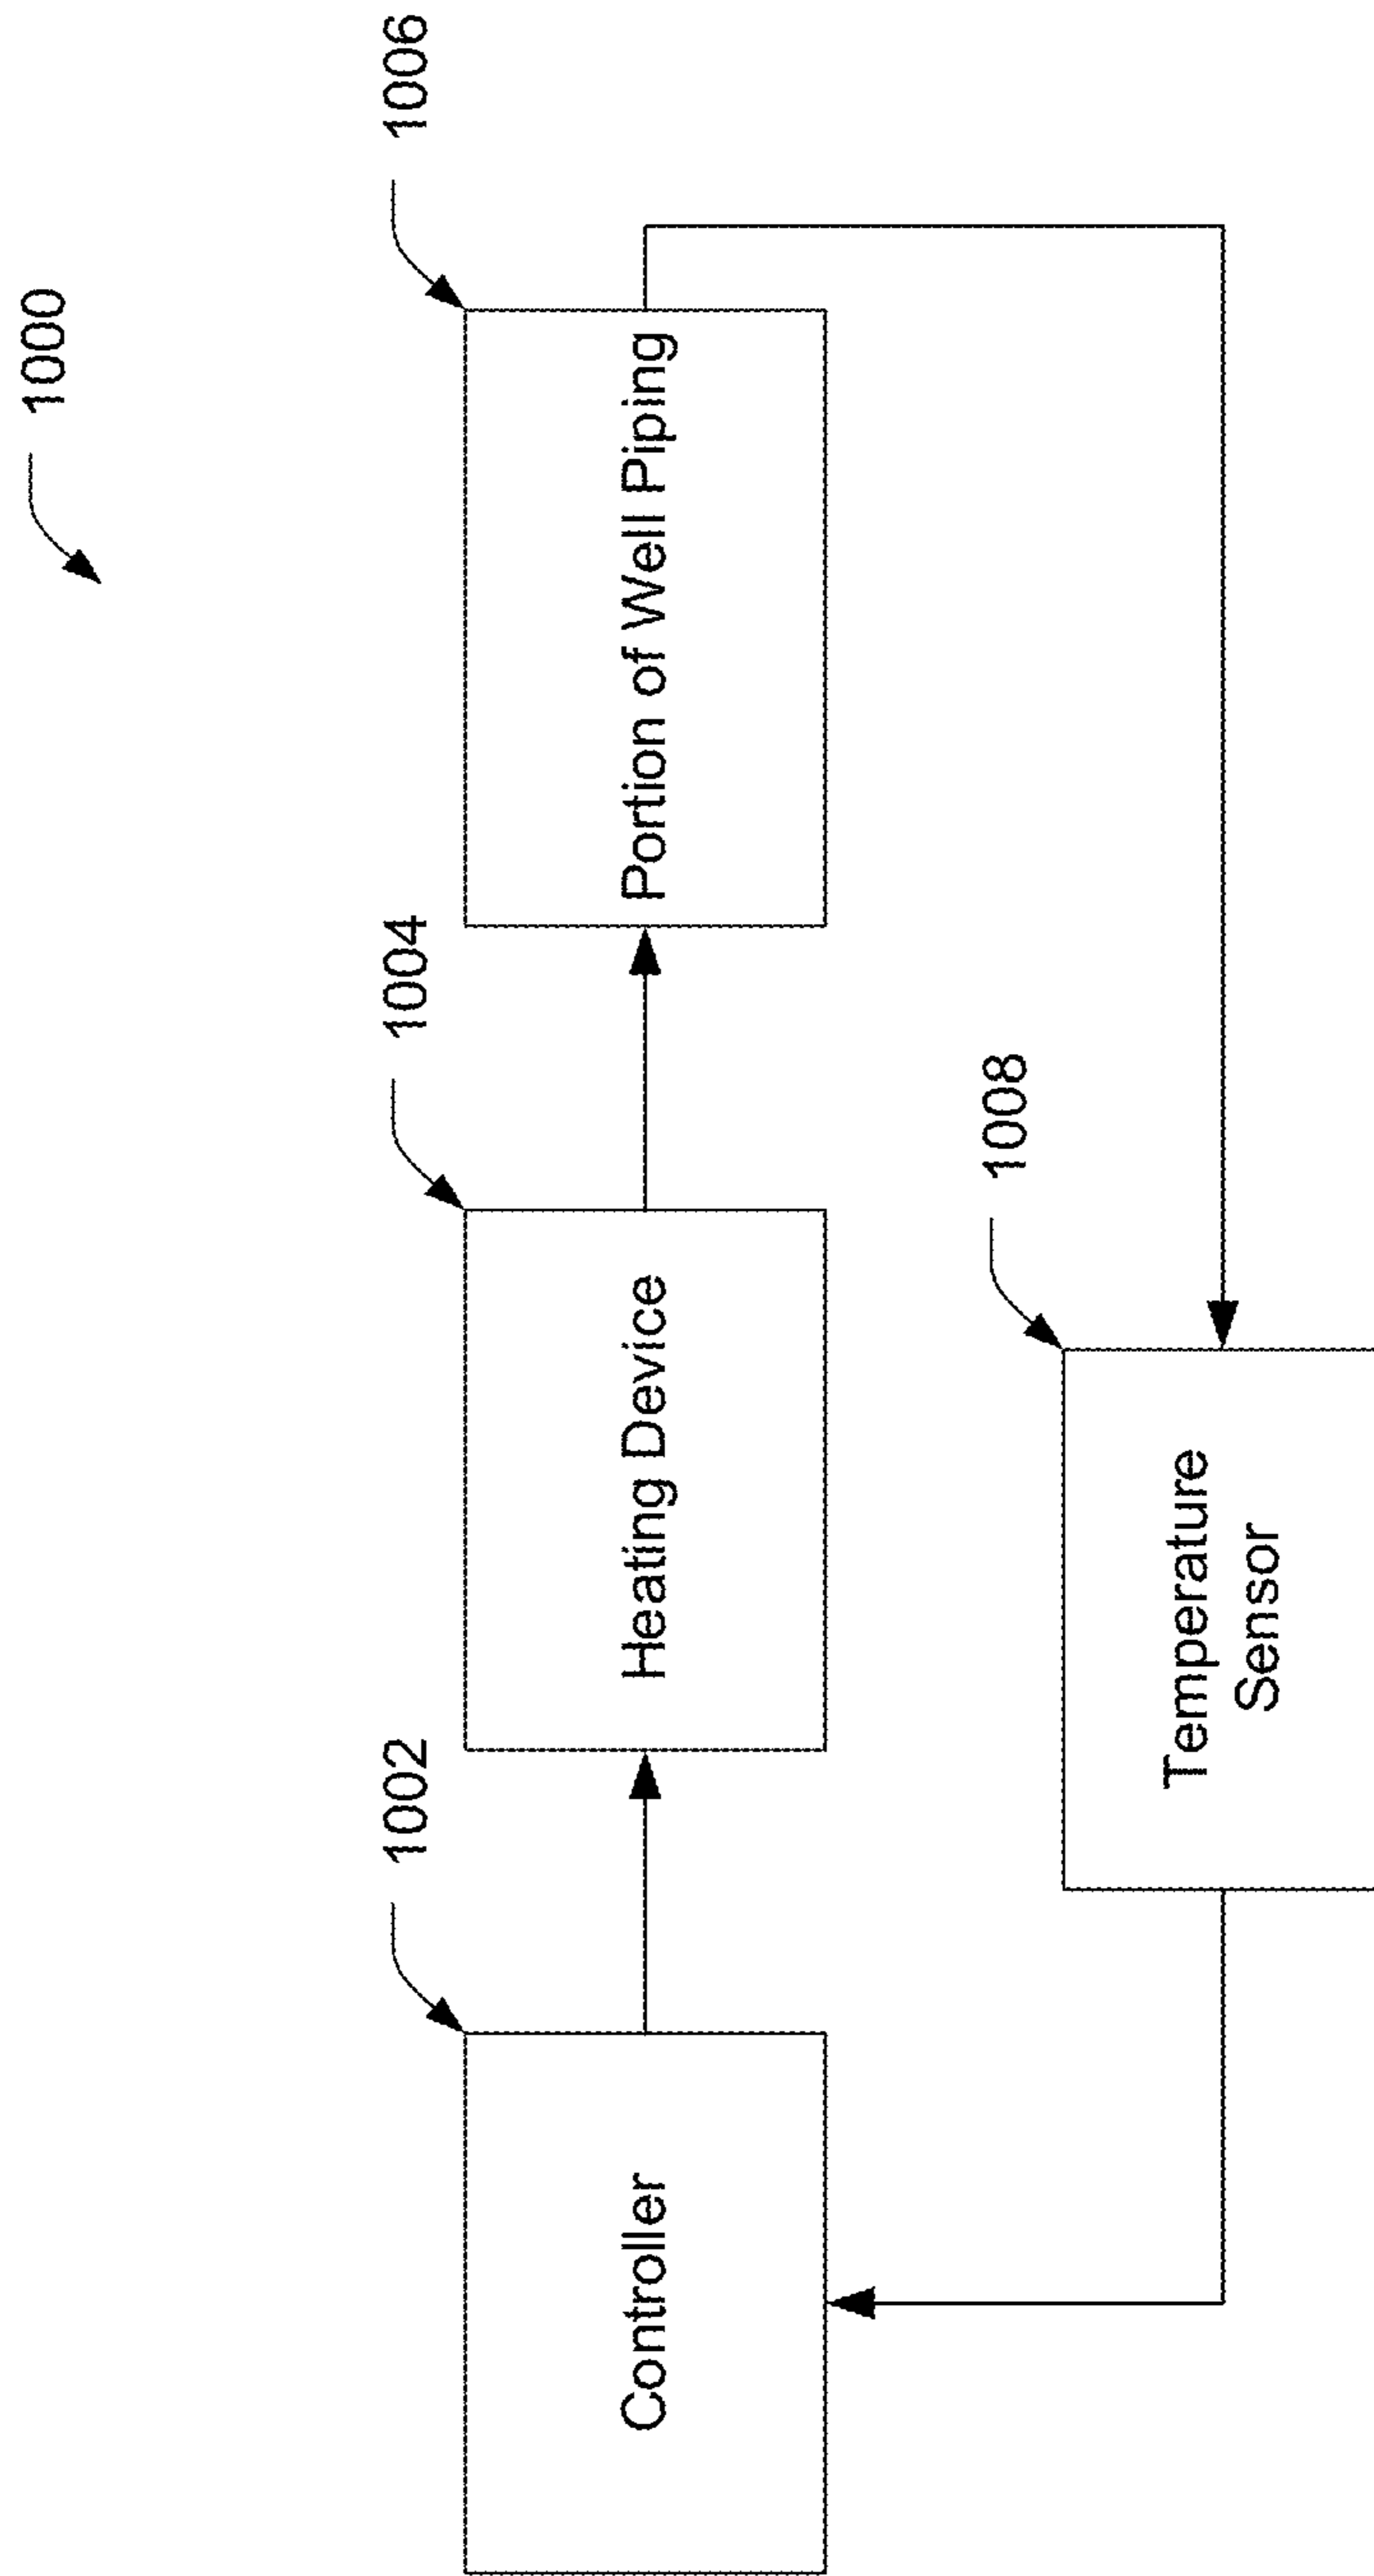 1000
1002
1004
1006
Controller
Heating Device
Portion of Well Piping
1008
Temperature
Sensor